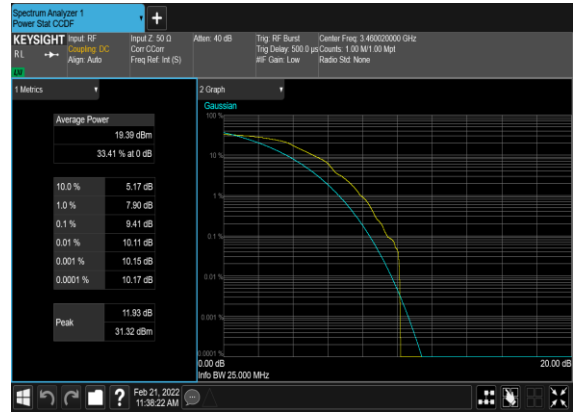 Spectrum Analyzer 1
Power Stat CCDF
KEYSIGHT
R L
Input: RF
Coupling: DC
Align: Auto
Input Z: 50 Ω
Corr CCorr
Freq Ref: Int (S)
Atten: 40 dB
Trig: RF Burst
Trig Delay: 500.0 µs
#IF Gain: Low
Center Freq: 3.460020000 GHz
Counts: 1.00 M/1.00 Mpt
Radio Std: None
1 Metrics
Average Power
19.39 dBm
33.41 % at 0 dB
10.0 % 5.17 dB
1.0 % 7.90 dB
0.1 % 9.41 dB
0.01 % 10.11 dB
0.001 % 10.15 dB
0.0001 % 10.17 dB
Peak
11.93 dB
31.32 dBm
2 Graph
Gaussian
100 %
10 %
1 %
0.1 %
0.01 %
0.001 %
0.0001 %
0.00 dB
20.00 dB
Info BW 25.000 MHz
?
Feb 21, 2022
11:38:22 AM